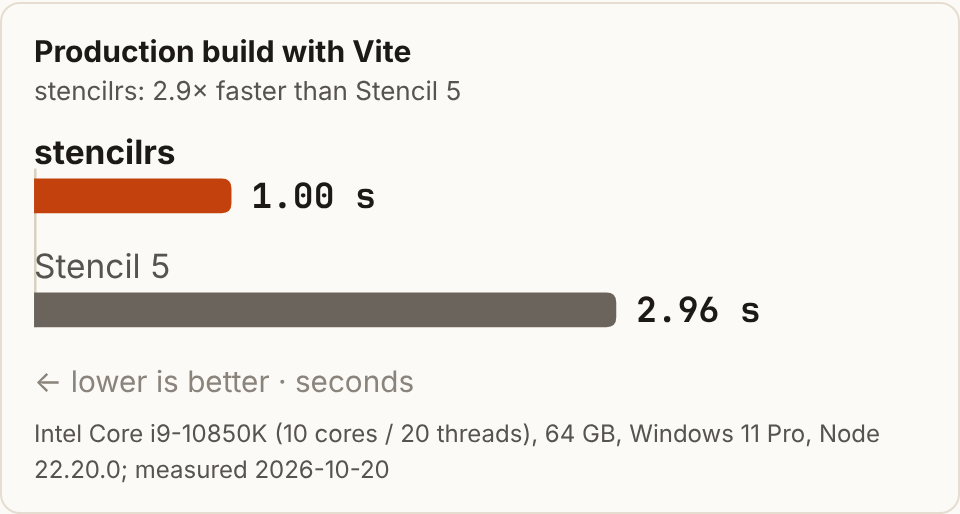 Production build with Vite
stencilrs: 2.9× faster than Stencil 5
stencilrs
1.00 s
Stencil 5
2.96 s
← lower is better · seconds
Intel Core i9-10850K (10 cores / 20 threads), 64 GB, Windows 11 Pro, Node
22.20.0; measured 2026-10-20